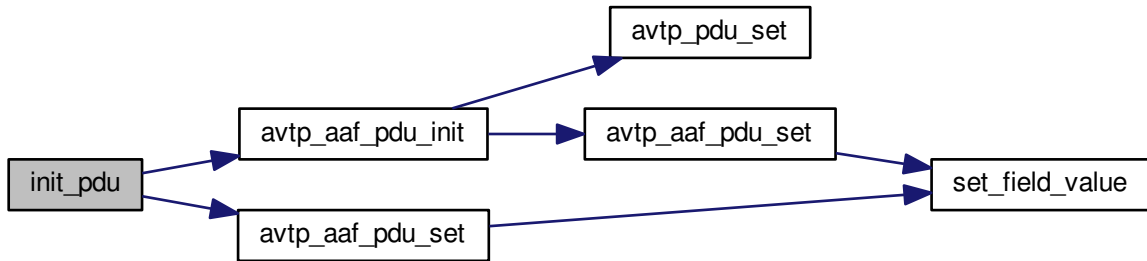 avtp_pdu_set
avtp_aaf_pdu_init
avtp_aaf_pdu_set
init_pdu
set_field_value
avtp_aaf_pdu_set